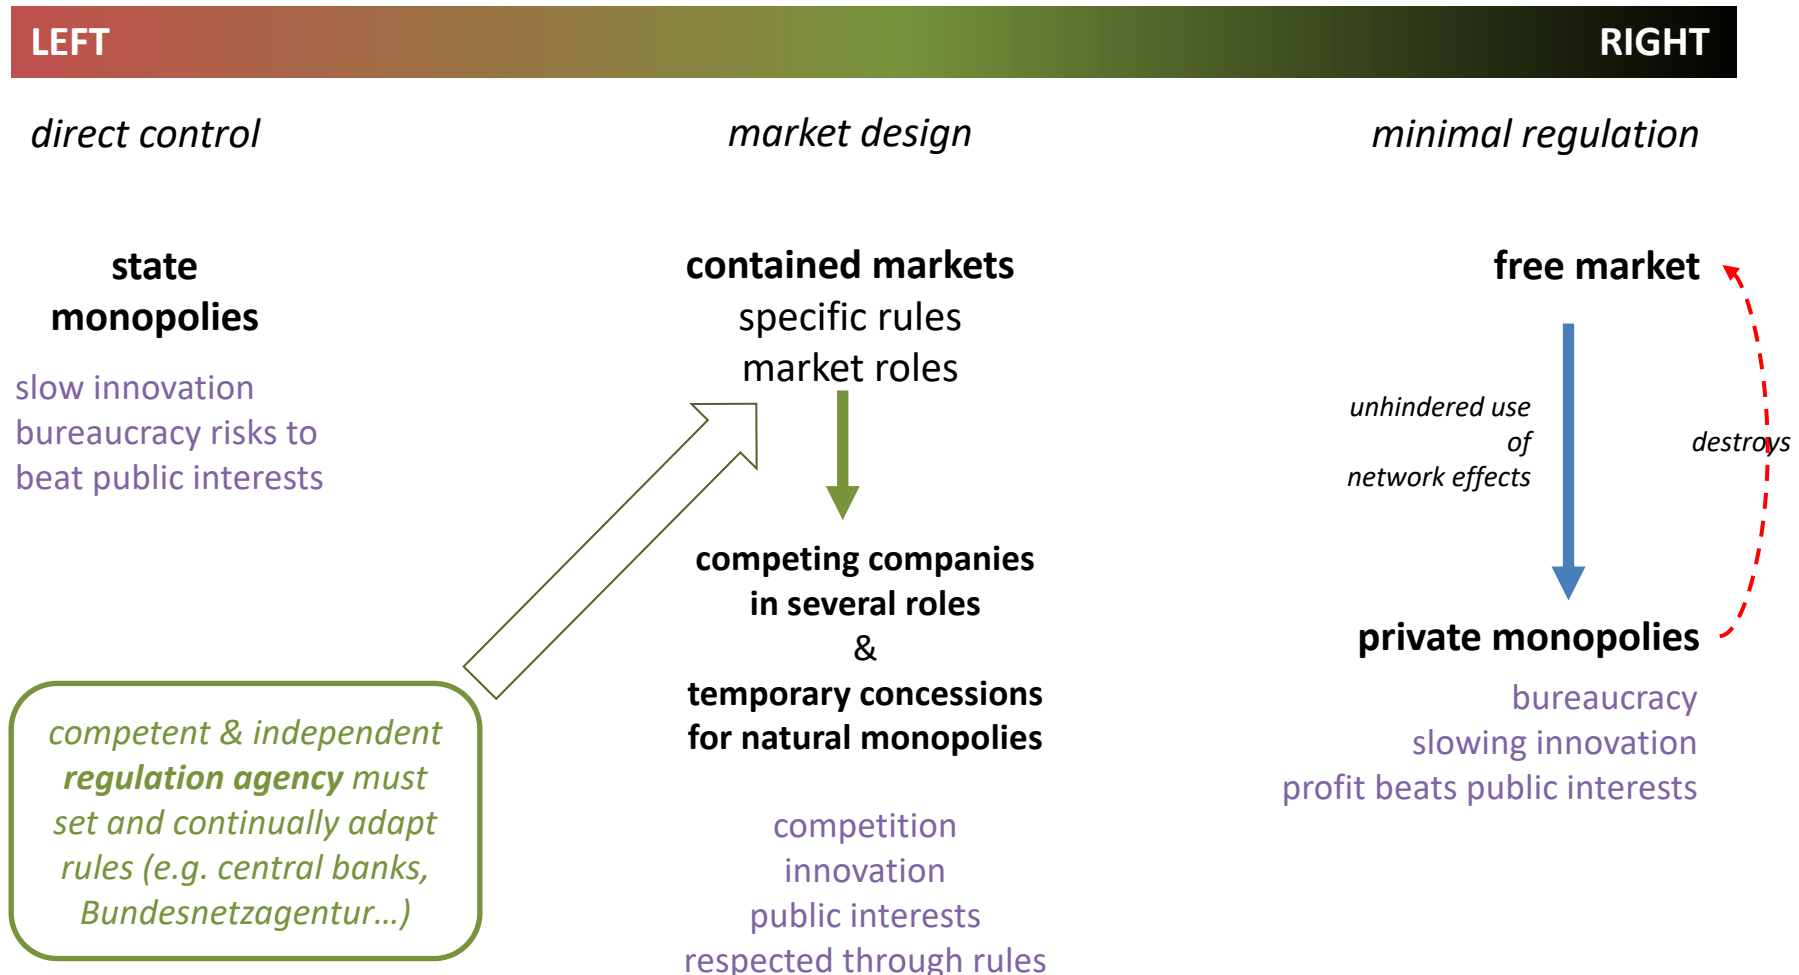 LEFT
RIGHT
direct control
market design
minimal regulation
state
monopolies
slow innovation
bureaucracy risks to
beat public interests
competent & independent
regulation agency must
set and continually adapt
rules (e.g. central banks,
Bundesnetzagentur...)
contained markets
specific rules
market roles
competing companies
in several roles
&
temporary concessions
for natural monopolies
competition
innovation
public interests
respected through rules
free market
unhindered use
of
network effects
destroys
private monopolies
bureaucracy
slowing innovation
profit beats public interests